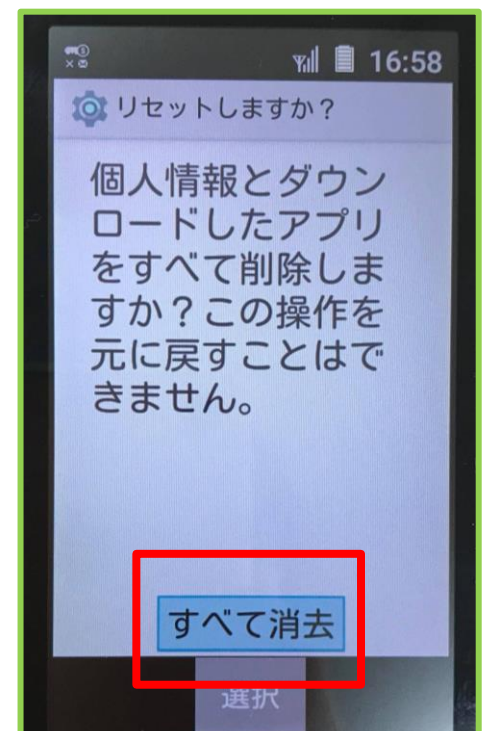 16:58
リセットしますか？
個人情報とダウン
ロードしたアプリ
をすべて削除しま
すか？この操作を
元に戻すことはで
きません。
すべて消去
選択